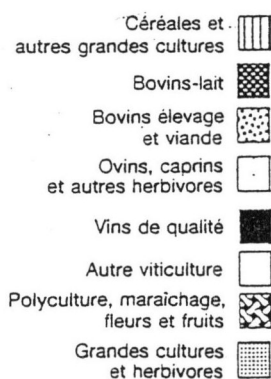 Céréales et
autres grandes cultures
Bovins-lait
Bovins élevage
et viande
Ovins, caprins
et autres herbivores
Vins de qualité
Autre viticulture
Polyculture, maraîchage,
fleurs et fruits
Grandes cultures
et herbivores